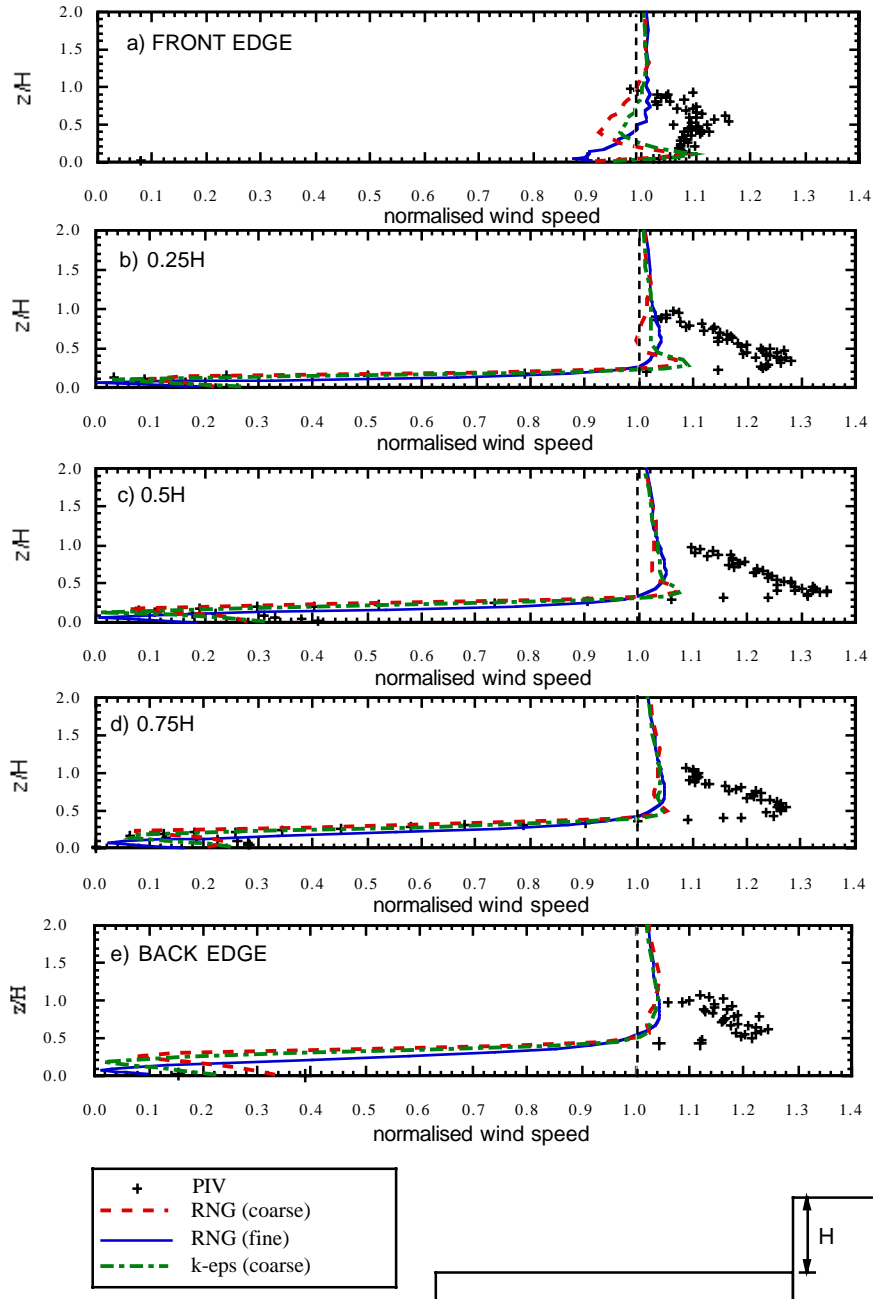 2.0
a) FRONT EDGE
1.5
z/H
1.0
0.5
0.0
0.0 0.1 0.2 0.3 0.4 0.5 0.6 0.7 0.8 0.9 1.0 1.1 1.2 1.3 1.4
normalised wind speed
2.0
b) 0.25H
1.5
z/H
1.0
0.5
0.0
0.0 0.1 0.2 0.3 0.4 0.5 0.6 0.7 0.8 0.9 1.0 1.1 1.2 1.3 1.4
normalised wind speed
2.0
c) 0.5H
1.5
z/H
1.0
0.5
0.0
0.0 0.1 0.2 0.3 0.4 0.5 0.6 0.7 0.8 0.9 1.0 1.1 1.2 1.3 1.4
normalised wind speed
2.0
d) 0.75H
1.5
z/H
1.0
0.5
0.0
0.0 0.1 0.2 0.3 0.4 0.5 0.6 0.7 0.8 0.9 1.0 1.1 1.2 1.3 1.4
normalised wind speed
2.0
e) BACK EDGE
1.5
z/H
1.0
0.5
0.0
0.0 0.1 0.2 0.3 0.4 0.5 0.6 0.7 0.8 0.9 1.0 1.1 1.2 1.3 1.4
normalised wind speed
PIV
RNG (coarse)
RNG (fine)
k-eps (coarse)
H